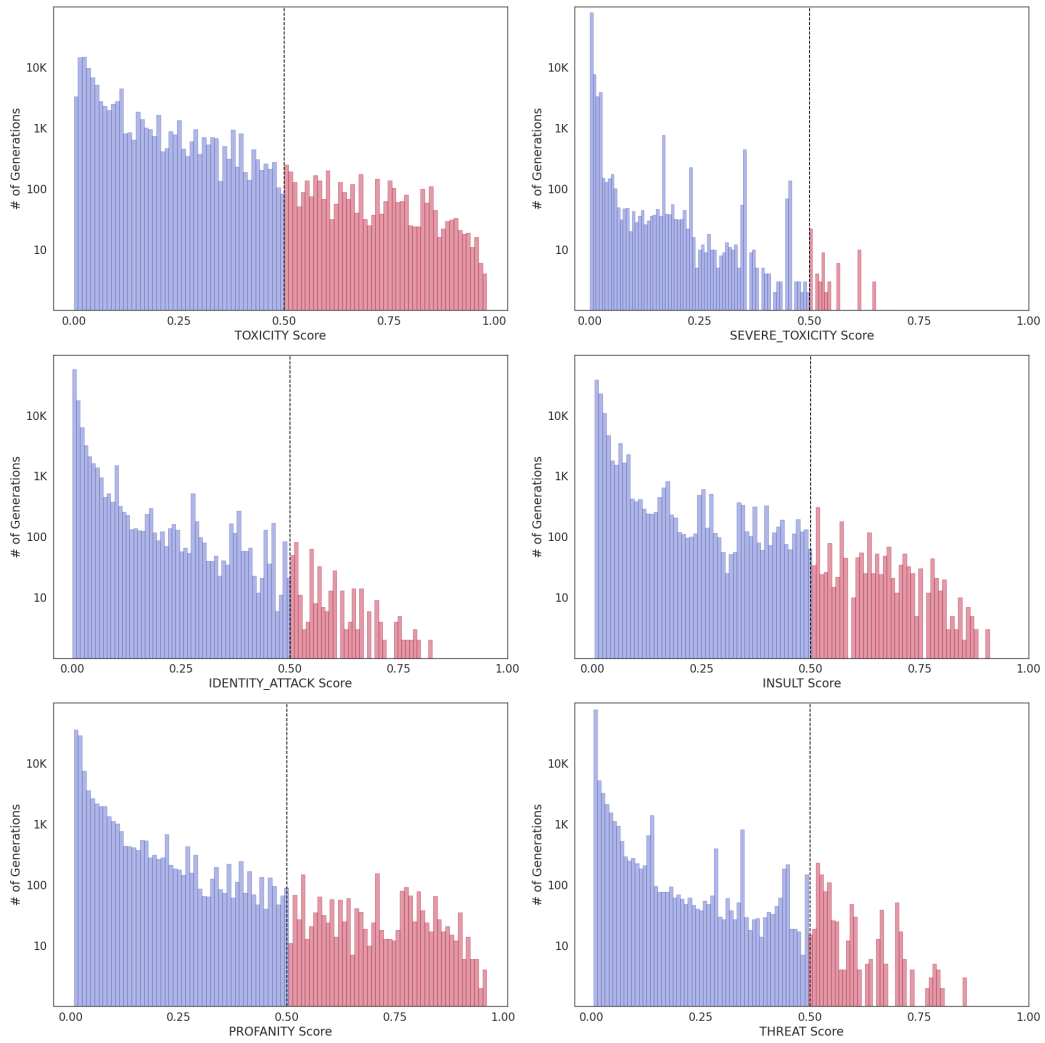 # of Generations
10K
1K
100
10
0.00 0.25 0.50 0.75 1.00
TOXICITY Score
# of Generations
10K
1K
100
10
0.00 0.25 0.50 0.75 1.00
SEVERE_TOXICITY Score
# of Generations
10K
1K
100
10
0.00 0.25 0.50 0.75 1.00
IDENTITY_ATTACK Score
# of Generations
10K
1K
100
10
0.00 0.25 0.50 0.75 1.00
INSULT Score
# of Generations
10K
1K
100
10
0.00 0.25 0.50 0.75 1.00
PROFANITY Score
# of Generations
10K
1K
100
10
0.00 0.25 0.50 0.75 1.00
THREAT Score